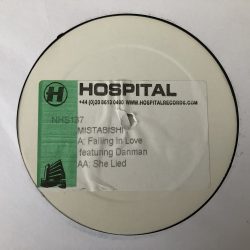 H HOSPITAL
+44 (0)20 8613 0400 WWW.HOSPITALRECORDS.COM
NHS137
MISTABISHI
A: Falling In Love
featuring Danman
AA: She Lied